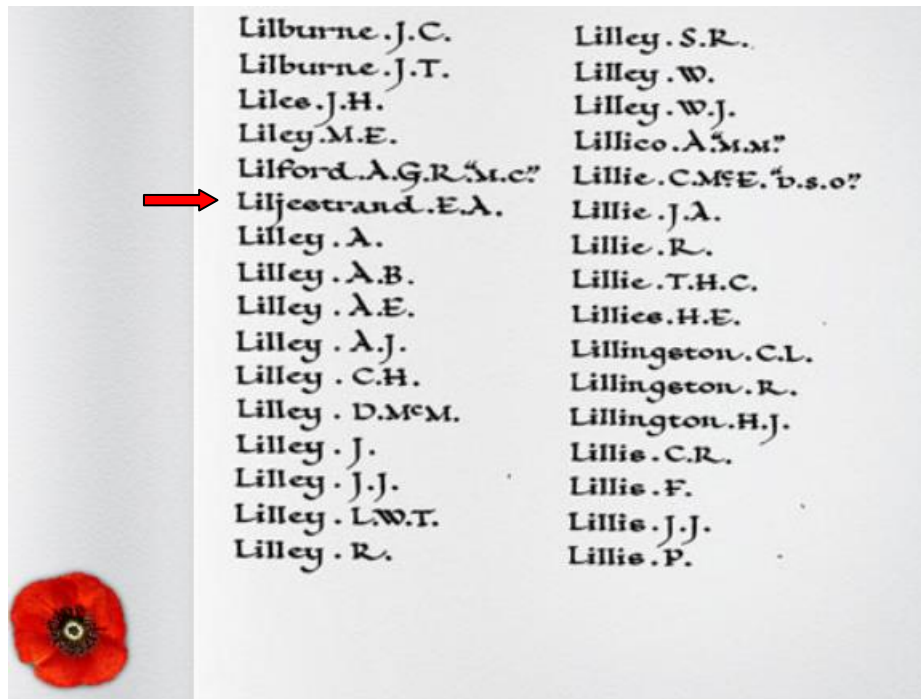 Lilburne.J.C.
Lilburne.J.T.
Liles.J.H.
Liley.M.E.
Lilford.A.G.R."M.C."
Liljestrand.E.A.
Lilley.A.
Lilley.A.B.
Lilley.A.E.
Lilley.A.J.
Lilley.C.H.
Lilley.D.McM.
Lilley.J.
Lilley.J.J.
Lilley.L.W.T.
Lilley.R.
Lilley.S.R.
Lilley.W.
Lilley.W.J.
Lillico.A."M.M."
Lillie.C.McE."D.S.O."
Lillie.J.A.
Lillie.R.
Lillie.T.H.C.
Lillies.H.E.
Lillingston.C.L.
Lillingston.R.
Lillington.H.J.
Lillis.C.R.
Lillis.F.
Lillis.J.J.
Lillis.P.